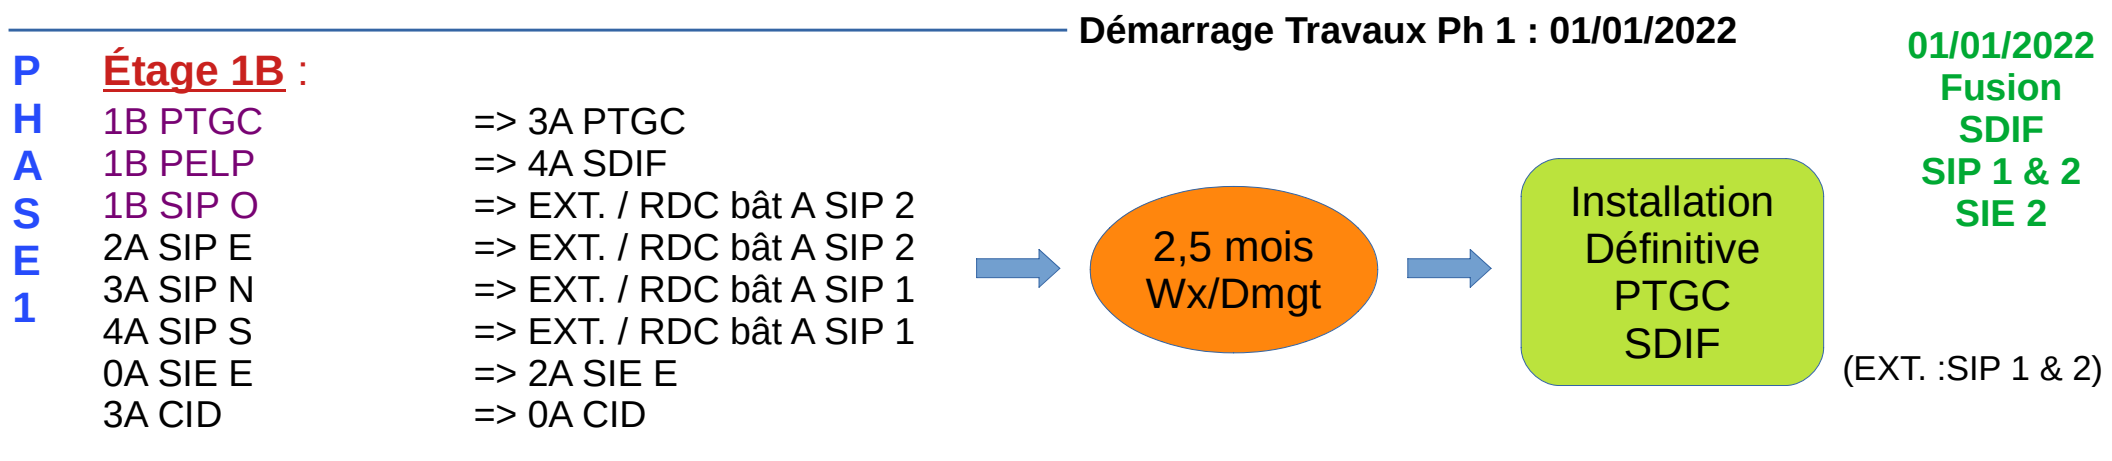 Démarrage Travaux Ph 1 : 01/01/2022
P
H
A
S
E
1
Étage 1B :
1B PTGC => 3A PTGC
1B PELP => 4A SDIF
1B SIP O => EXT. / RDC bât A SIP 2
2A SIP E => EXT. / RDC bât A SIP 2
3A SIP N => EXT. / RDC bât A SIP 1
4A SIP S => EXT. / RDC bât A SIP 1
0A SIE E => 2A SIE E
3A CID => 0A CID
2,5 mois
Wx/Dmgt
Installation
Définitive
PTGC
SDIF
01/01/2022
Fusion
SDIF
SIP 1 & 2
SIE 2
(EXT. :SIP 1 & 2)